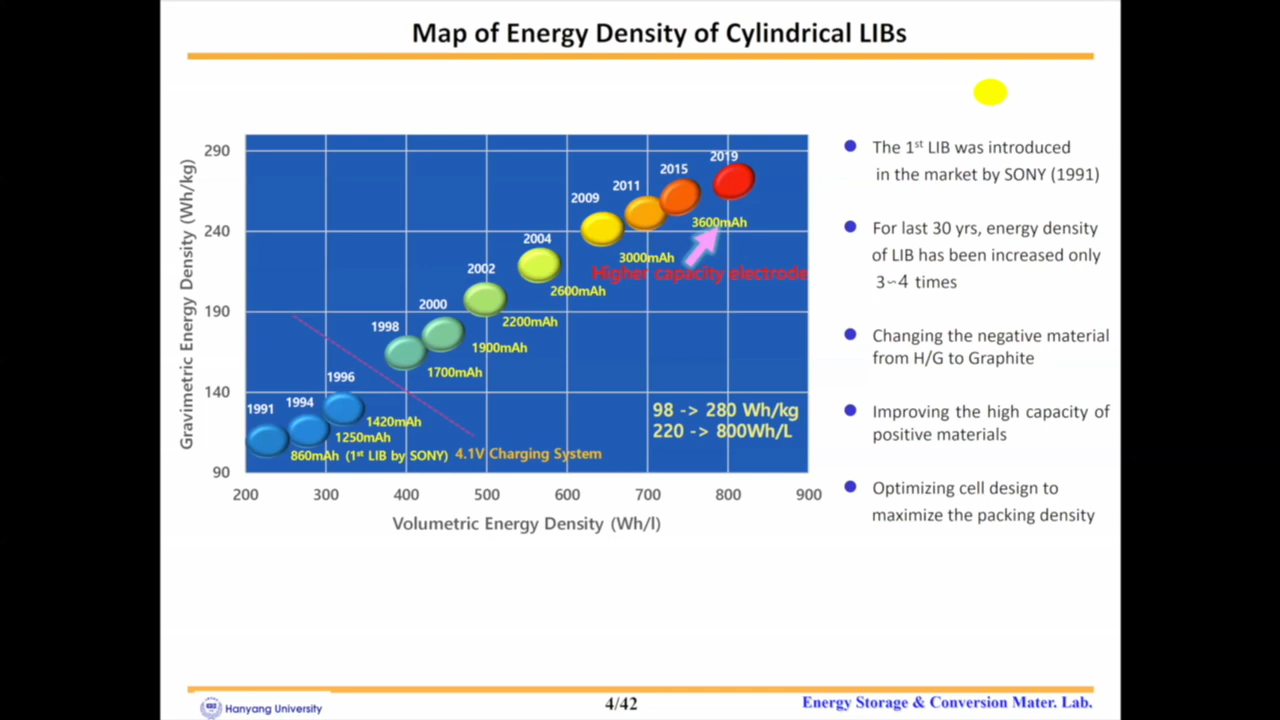 Map of Energy Density of Cylindrical LIBs
Gravimetric Energy Density (Wh/kg)
290
240
190
140
90
200 300 400 500 600 700 800 900
Volumetric Energy Density (Wh/l)
1991
1994
1996
1998
2000
2002
2004
2009
2011
2015
2019
860mAh (1st LIB by SONY)
1250mAh
1420mAh
1700mAh
1900mAh
2200mAh
2600mAh
3000mAh
3600mAh
Higher capacity electrode
4.1V Charging System
98 -> 280 Wh/kg
220 -> 800Wh/L
The 1st LIB was introduced
in the market by SONY (1991)
For last 30 yrs, energy density
of LIB has been increased only
3~4 times
Changing the negative material
from H/G to Graphite
Improving the high capacity of
positive materials
Optimizing cell design to
maximize the packing density
Hanyang University
4/42
Energy Storage & Conversion Mater. Lab.